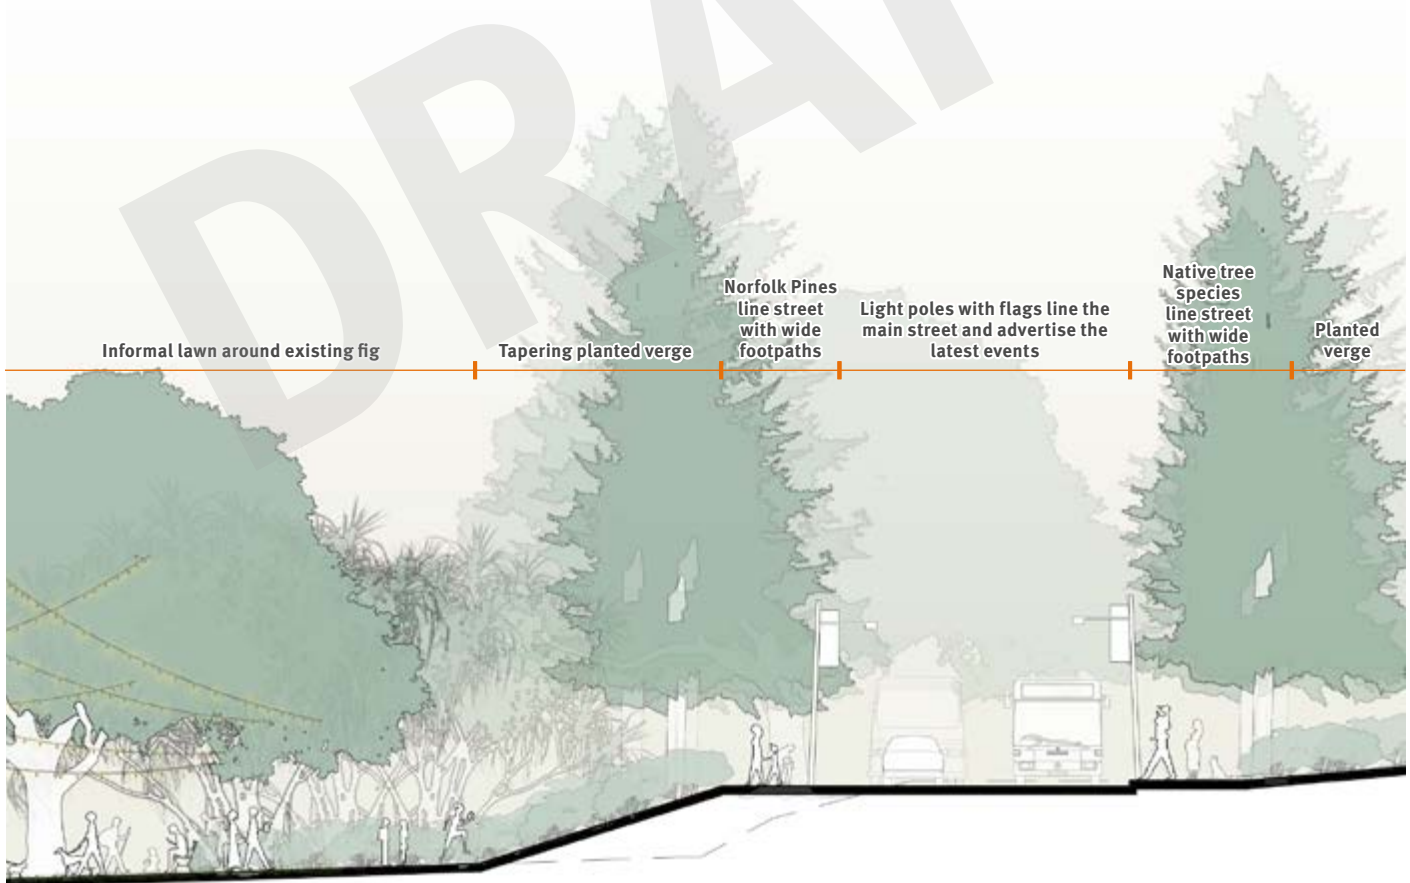 DRAF
Informal lawn around existing fig
Tapering planted verge
Norfolk Pines
line street
with wide
footpaths
Light poles with flags line the
main street and advertise the
latest events
Native tree
species
line street
with wide
footpaths
Planted
verge